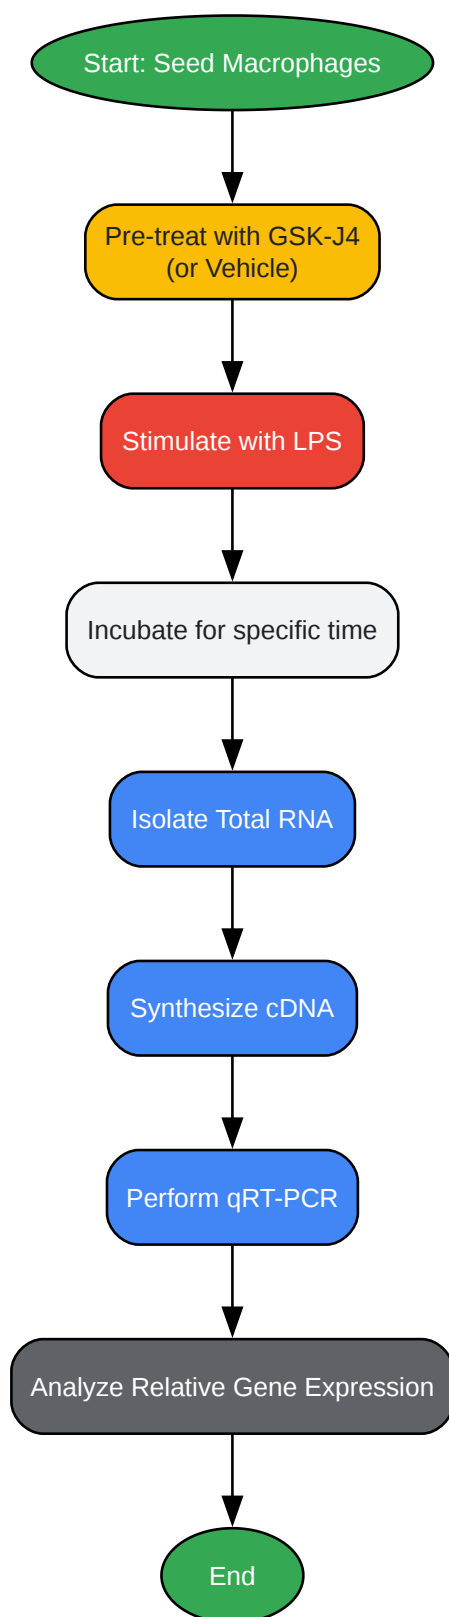 Start: Seed Macrophages
Pre-treat with GSK-J4
(or Vehicle)
Stimulate with LPS
Incubate for specific time
Isolate Total RNA
Synthesize cDNA
Perform qRT-PCR
Analyze Relative Gene Expression
End